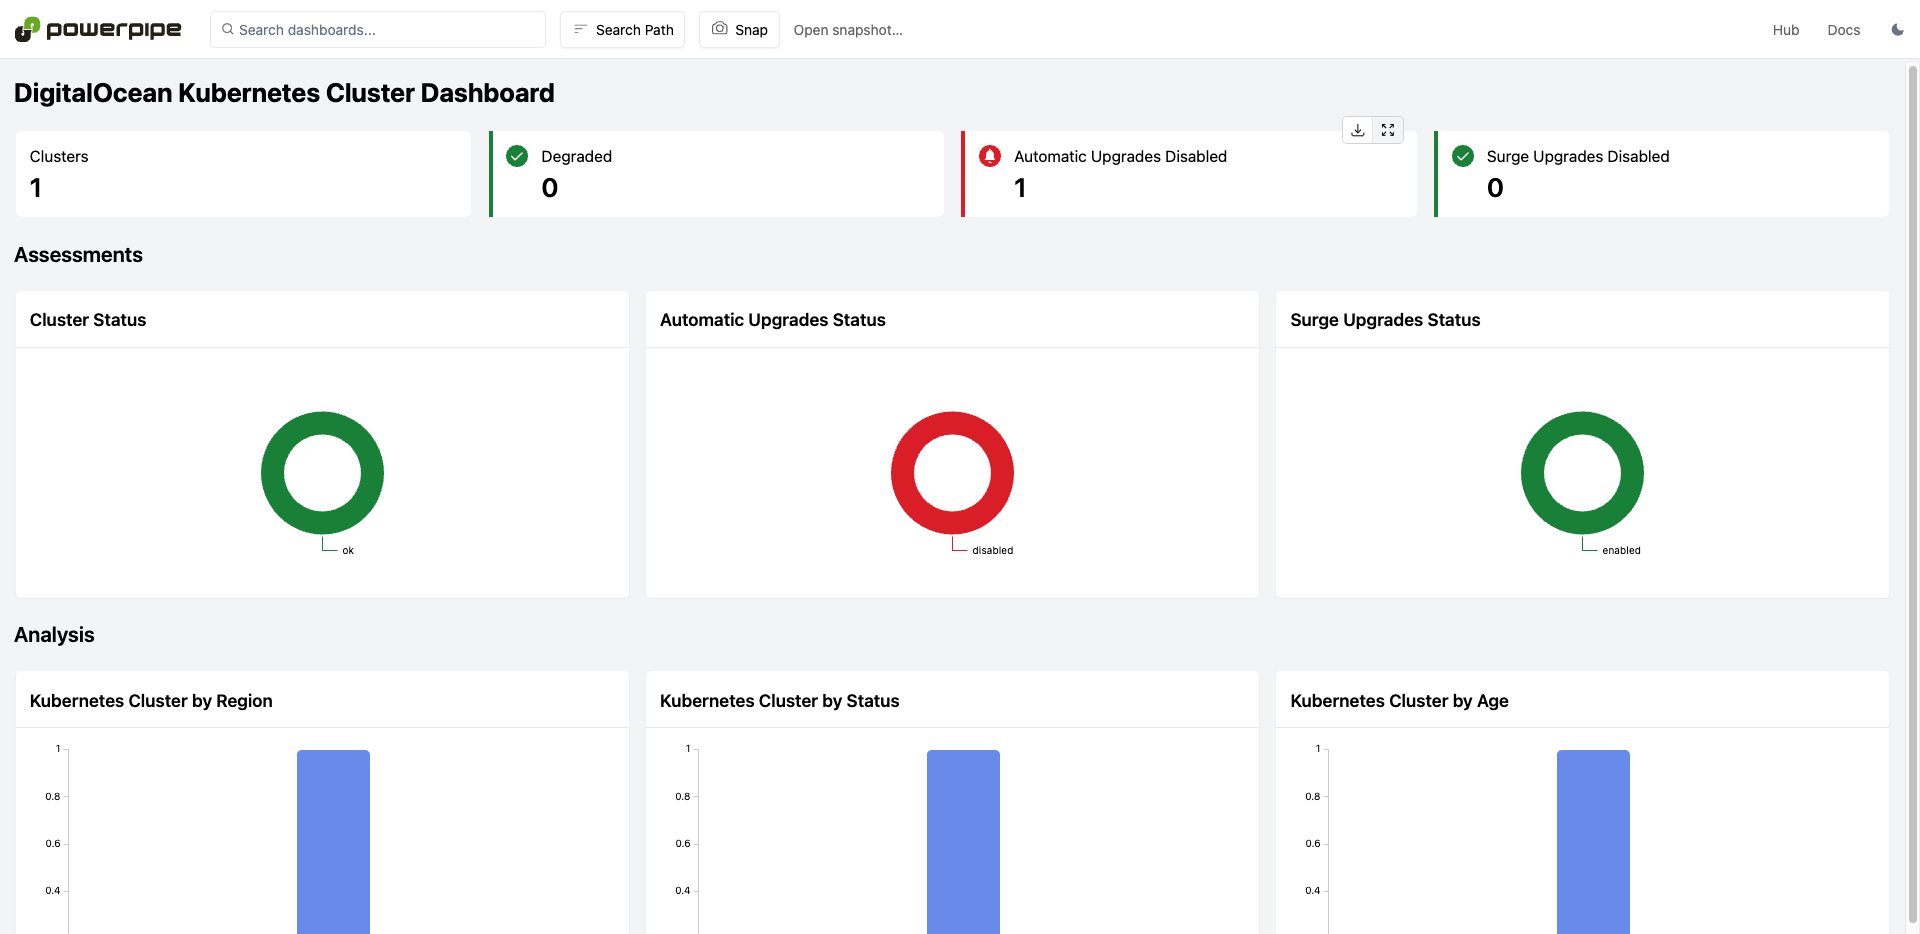 powerpipe
Search dashboards...
Search Path
Snap
Open snapshot...
Hub
Docs
DigitalOcean Kubernetes Cluster Dashboard
Clusters
1
Degraded
0
Automatic Upgrades Disabled
1
Surge Upgrades Disabled
0
Assessments
Cluster Status
ok
Automatic Upgrades Status
disabled
Surge Upgrades Status
enabled
Analysis
Kubernetes Cluster by Region
1
0.8
0.6
0.4
Kubernetes Cluster by Status
1
0.8
0.6
0.4
Kubernetes Cluster by Age
1
0.8
0.6
0.4